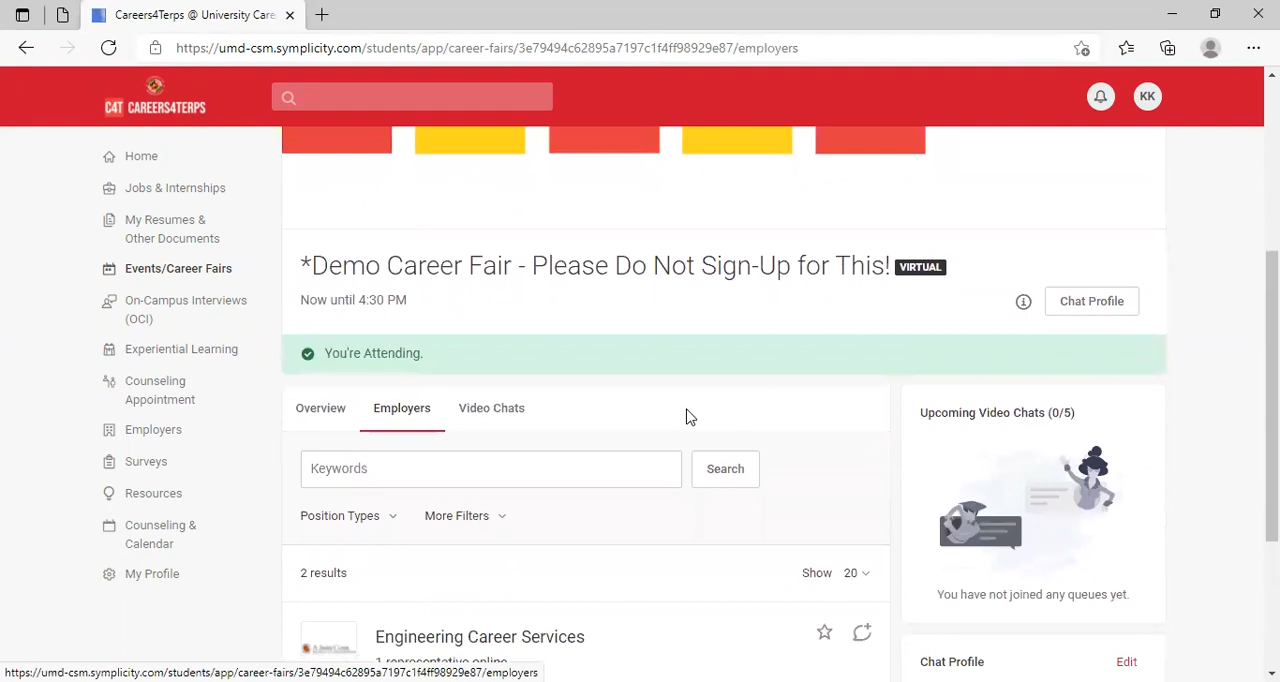 Careers4Terps @ University Care
https://umd-csm.symplicity.com/students/app/career-fairs/3e79494c62895a7197c1f4ff98929e87/employers
C4T CAREERS4TERPS
KK
Home
Jobs & Internships
My Resumes &
Other Documents
Events/Career Fairs
On-Campus Interviews
(OCI)
Experiential Learning
Counseling
Appointment
Employers
Surveys
Resources
Counseling &
Calendar
My Profile
*Demo Career Fair - Please Do Not Sign-Up for This! VIRTUAL
Now until 4:30 PM
Chat Profile
You're Attending.
Overview Employers Video Chats
Keywords
Search
Position Types More Filters
2 results
Show 20
Engineering Career Services
1 representative online
Upcoming Video Chats (0/5)
You have not joined any queues yet.
Chat Profile Edit
https://umd-csm.symplicity.com/students/app/career-fairs/3e79494c62895a7197c1f4ff98929e87/employers